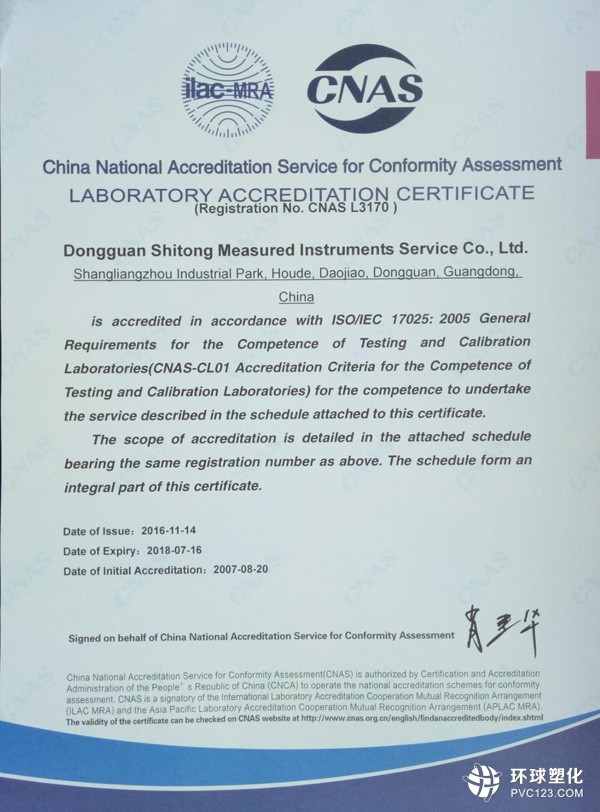 ilac-MRA
CNAS
China National Accreditation Service for Conformity Assessment
LABORATORY ACCREDITATION CERTIFICATE
(Registration No. CNAS L3170 )
Dongguan Shitong Measured Instruments Service Co., Ltd.
Shangliangzhou Industrial Park, Houde, Daojiao, Dongguan, Guangdong,
China
is accredited in accordance with ISO/IEC 17025: 2005 General
Requirements for the Competence of Testing and Calibration
Laboratories(CNAS-CL01 Accreditation Criteria for the Competence of
Testing and Calibration Laboratories) for the competence to undertake
the service described in the schedule attached to this certificate.
The scope of accreditation is detailed in the attached schedule
bearing the same registration number as above. The schedule form an
integral part of this certificate.
Date of Issue: 2016-11-14
Date of Expiry: 2018-07-16
Date of Initial Accreditation: 2007-08-20
Signed on behalf of China National Accreditation Service for Conformity Assessment
China National Accreditation Service for Conformity Assessment(CNAS) is authorized by Certification and Accreditation
Administration of the People's Republic of China (CNCA) to operate the national accreditation schemes for conformity
assessment. CNAS is a signatory of the International Laboratory Accreditation Cooperation Mutual Recognition Arrangement
(ILAC MRA) and the Asia Pacific Laboratory Accreditation Cooperation Mutual Recognition Arrangement (APLAC MRA).
The validity of the certificate can be checked on CNAS website at http://www.cnas.org.cn/english/findanaccreditedbody/index.shtml
环球塑化
PVC123.COM